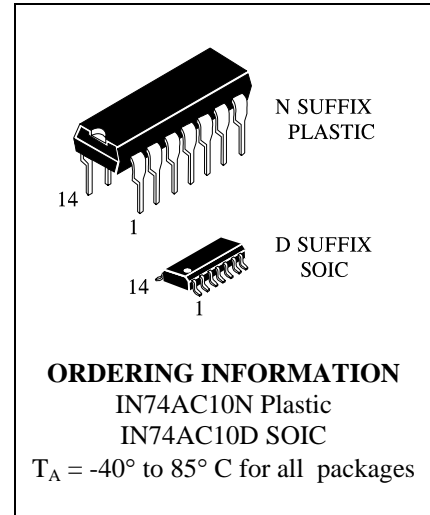 N SUFFIX
PLASTIC
14
1
D SUFFIX
SOIC
14
1
ORDERING INFORMATION
IN74AC10N Plastic
IN74AC10D SOIC
TA = -40° to 85° C for all packages